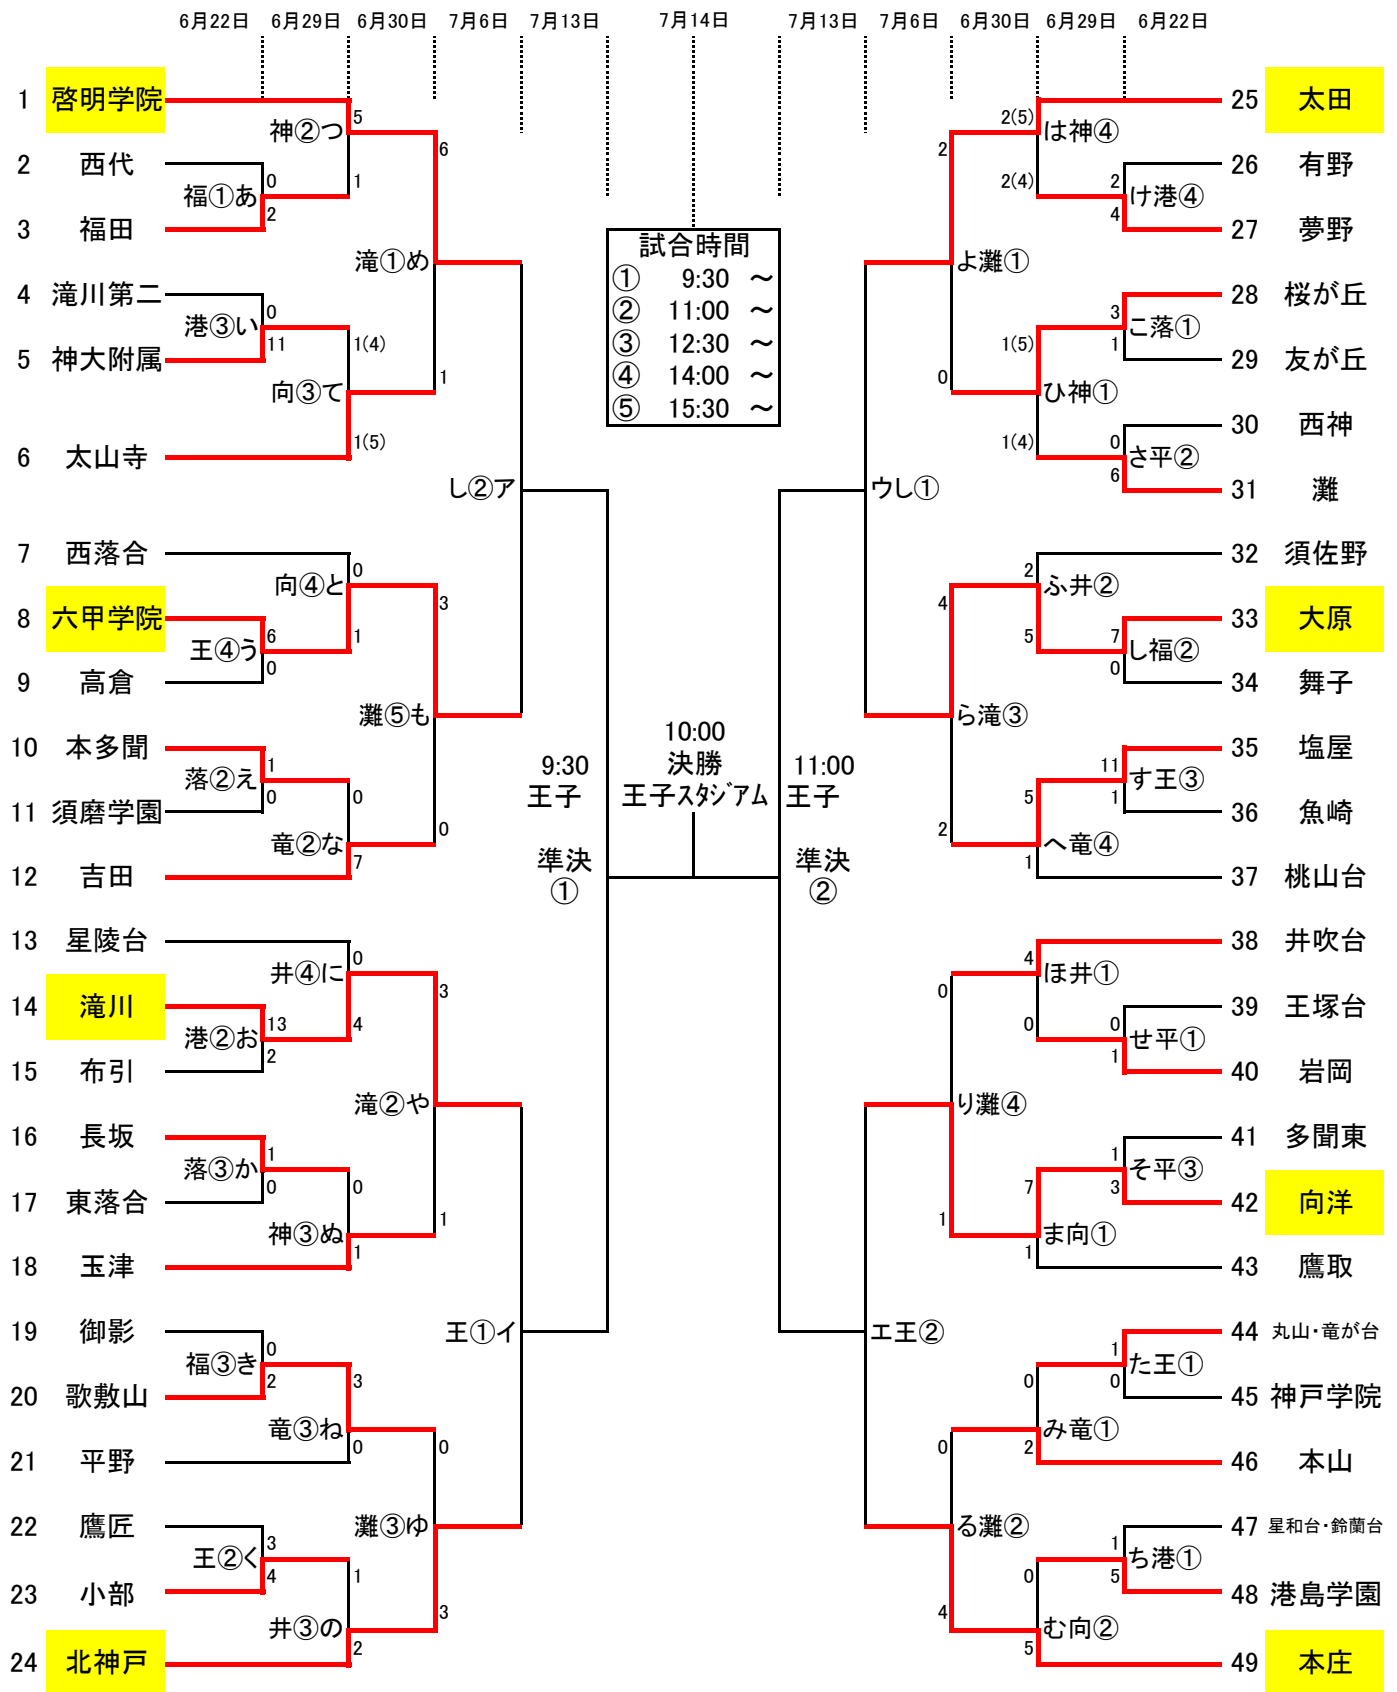 6月22日 6月29日 6月30日 7月6日 7月13日 7月14日 7月13日 7月6日 6月30日 6月29日 6月22日
1 啓明学院
5
神②つ
6
2 西代
0
1
福①あ
3 福田
2
滝①め
4 滝川第二
0
港③い
5 神大附属
11
1(4)
向③て
1
6 太山寺
1(5)
し②ア
7 西落合
0
向④と
3
8 六甲学院
6
1
王④う
9 高倉
0
灘⑤も
10 本多聞
1
落②え
11 須磨学園
0
0
竜②な
0
12 吉田
7
13 星陵台
0
井④に
3
14 滝川
13
4
港②お
15 布引
2
滝②や
16 長坂
1
落③か
17 東落合
0
0
神③ぬ
1
18 玉津
1
王①イ
19 御影
0
福③き
20 歌敷山
2
3
竜③ね
0
21 平野
0
灘③ゆ
22 鷹匠
3
王②く
23 小部
4
1
井③の
3
24 北神戸
2
試合時間
① 9:30 ～
② 11:00 ～
③ 12:30 ～
④ 14:00 ～
⑤ 15:30 ～
9:30
王子
準決
①
10:00
決勝
王子スタジアム
11:00
王子
準決
②
25 太田
2(5)
は神④
2
26 有野
2
2(4)
け港④
27 夢野
4
よ灘①
28 桜が丘
3
こ落①
29 友が丘
1
1(5)
ひ神①
0
30 西神
0
1(4)
さ平②
31 灘
6
ウし①
32 須佐野
2
ふ井②
4
33 大原
7
5
し福②
34 舞子
0
ら滝③
35 塩屋
11
す王③
36 魚崎
1
5
へ竜④
2
37 桃山台
1
38 井吹台
4
ほ井①
0
39 王塚台
0
0
せ平①
40 岩岡
1
り灘④
41 多聞東
1
そ平③
42 向洋
3
7
ま向①
1
43 鷹取
1
エ王②
44 丸山・竜が台
1
た王①
45 神戸学院
0
0
み竜①
0
46 本山
2
る灘②
47 星和台・鈴蘭台
1
ち港①
48 港島学園
5
0
む向②
4
49 本庄
5